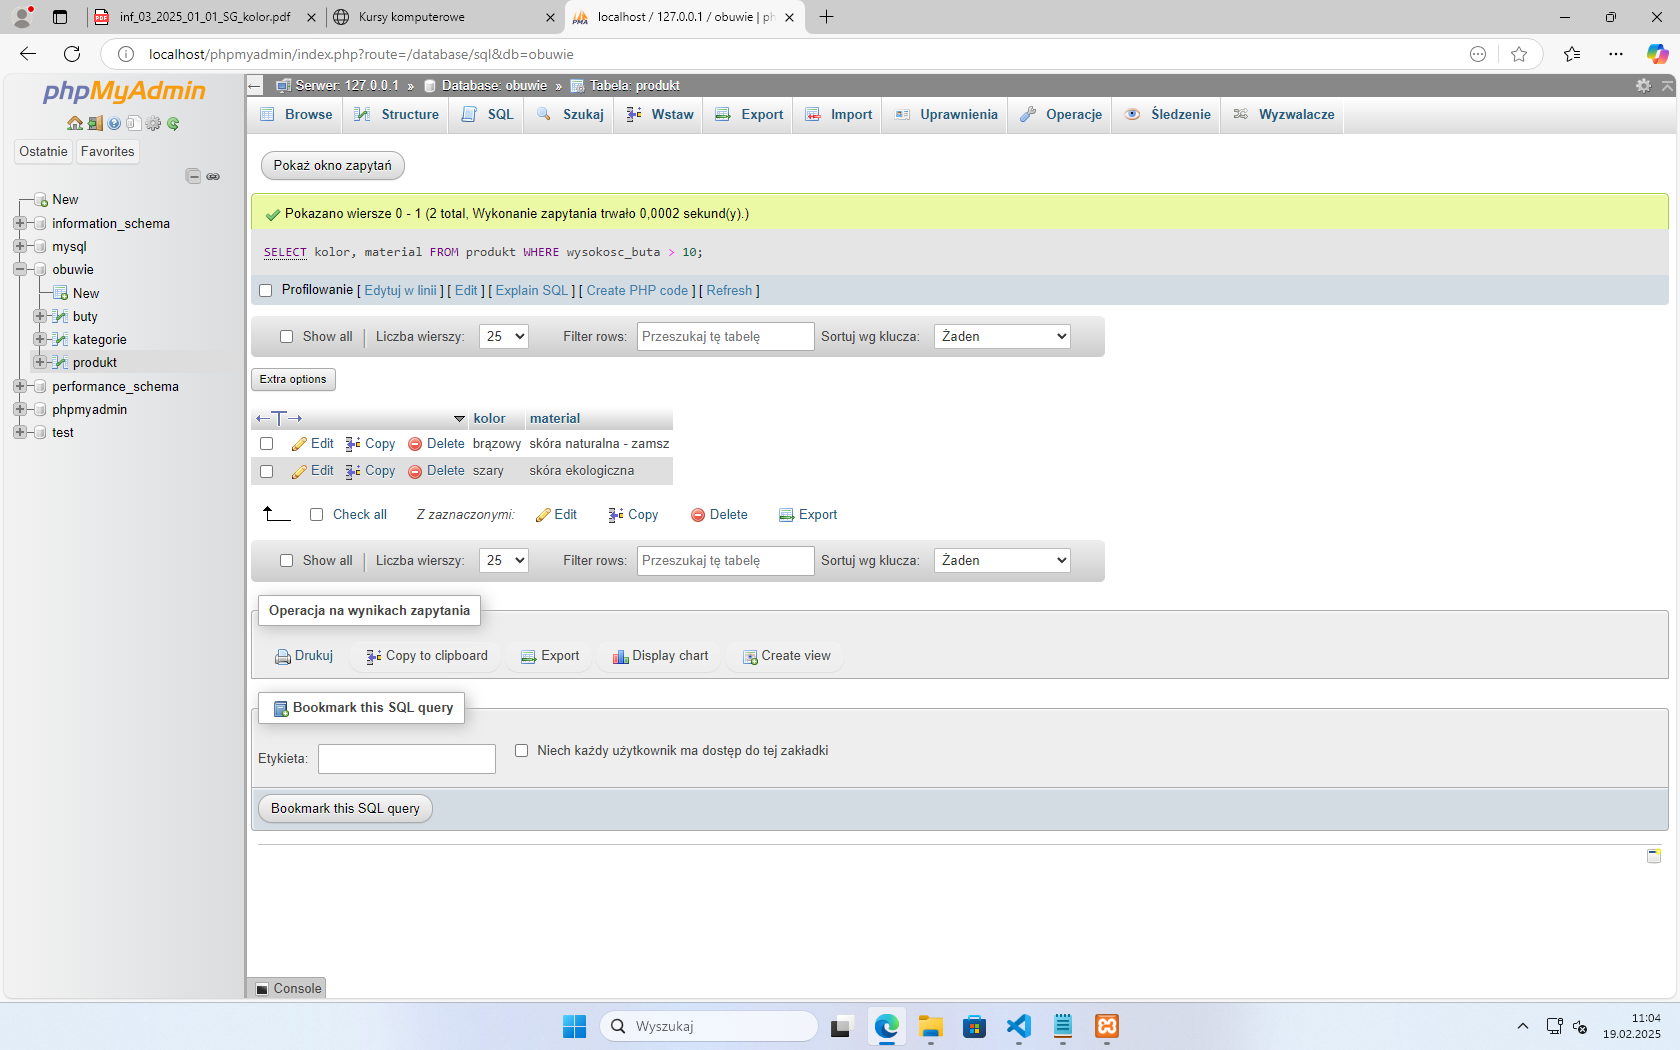 inf_03_2025_01_01_SG_kolor.pdf
Kursy komputerowe
localhost / 127.0.0.1 / obuwie | ph
localhost/phpmyadmin/index.php?route=/database/sql&db=obuwie
phpMyAdmin
Ostatnie Favorites
New
information_schema
mysql
obuwie
New
buty
kategorie
produkt
performance_schema
phpmyadmin
test
Serwer: 127.0.0.1 » Database: obuwie » Tabela: produkt
Browse Structure SQL Szukaj Wstaw Export Import Uprawnienia Operacje Śledzenie Wyzwalacze
Pokaż okno zapytań
Pokazano wiersze 0 - 1 (2 total, Wykonanie zapytania trwało 0,0002 sekund(y).)
SELECT kolor, material FROM produkt WHERE wysokosc_buta > 10;
Profilowanie [ Edytuj w linii ] [ Edit ] [ Explain SQL ] [ Create PHP code ] [ Refresh ]
Show all Liczba wierszy: 25 Filter rows: Przeszukaj tę tabelę Sortuj wg klucza: Żaden
Extra options
←T→ kolor material
Edit Copy Delete brązowy skóra naturalna - zamsz
Edit Copy Delete szary skóra ekologiczna
Check all Z zaznaczonymi: Edit Copy Delete Export
Show all Liczba wierszy: 25 Filter rows: Przeszukaj tę tabelę Sortuj wg klucza: Żaden
Operacja na wynikach zapytania
Drukuj Copy to clipboard Export Display chart Create view
Bookmark this SQL query
Etykieta: Niech każdy użytkownik ma dostęp do tej zakładki
Bookmark this SQL query
Console
Wyszukaj
11:04
19.02.2025